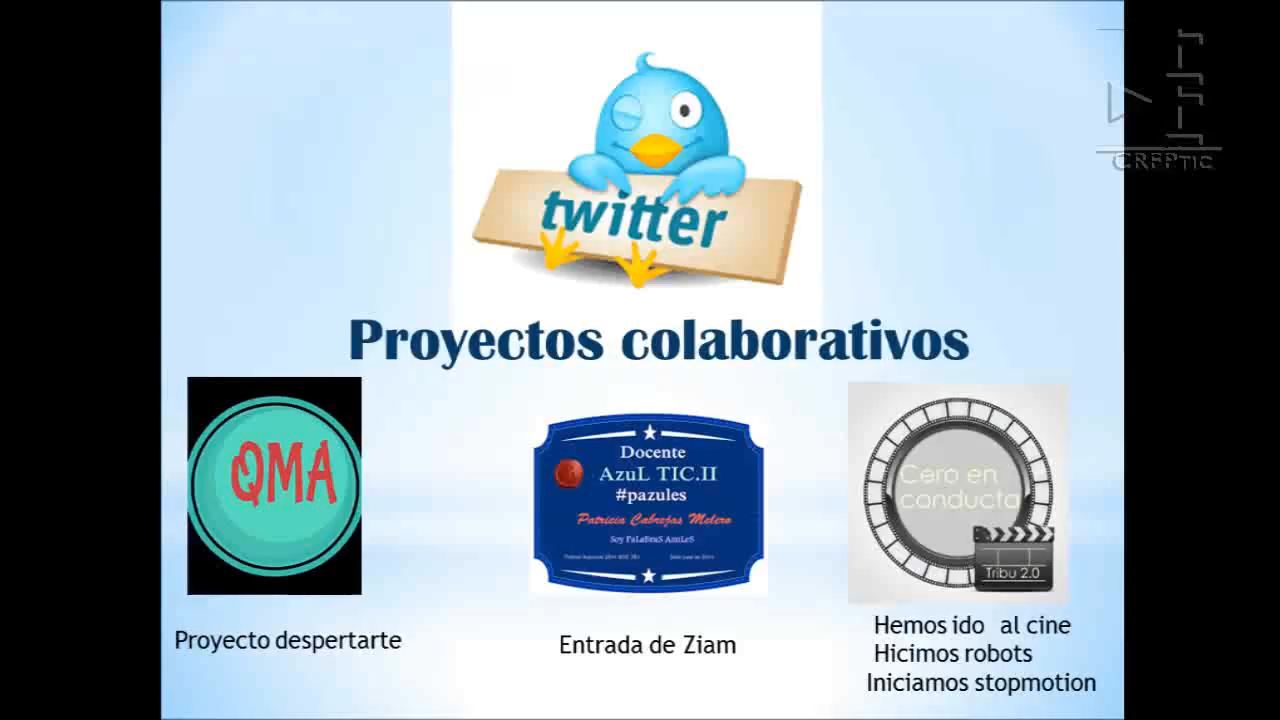 CREPTIC
twitter
Proyectos colaborativos
QMA
Docente
AzuL TIC.II
#pazules
Patricia Cabrejas Melero
Soy PaLaBraS AzuLeS
Cero en
conducta
Tribu 2.0
Proyecto despertarte
Entrada de Ziam
Hemos ido al cine
Hicimos robots
Iniciamos stopmotion